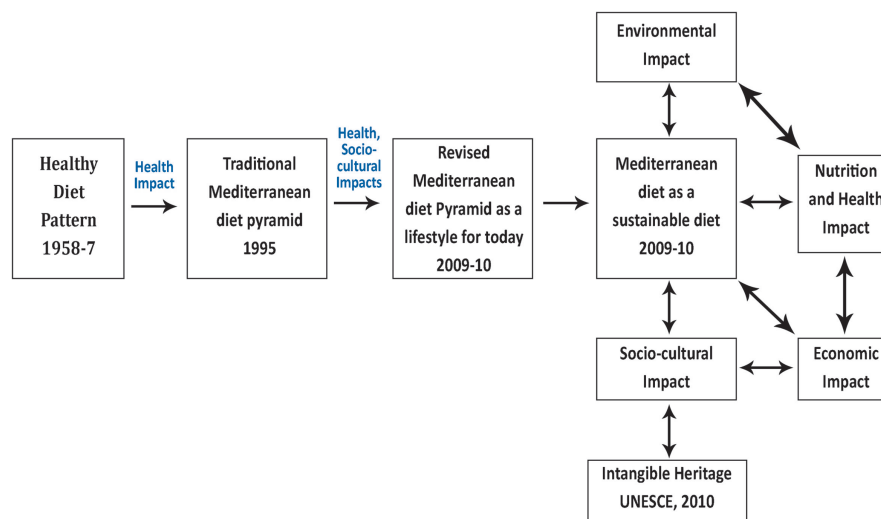 Environmental
Impact
Healthy
Diet
Pattern
1958-7
Health
Impact
Traditional
Mediterranean
diet pyramid
1995
Health,
Socio-
cultural
Impacts
Revised
Mediterranean
diet Pyramid as a
lifestyle for today
2009-10
Mediterranean
diet as a
sustainable diet
2009-10
Nutrition
and Health
Impact
Socio-cultural
Impact
Economic
Impact
Intangible Heritage
UNESCE, 2010